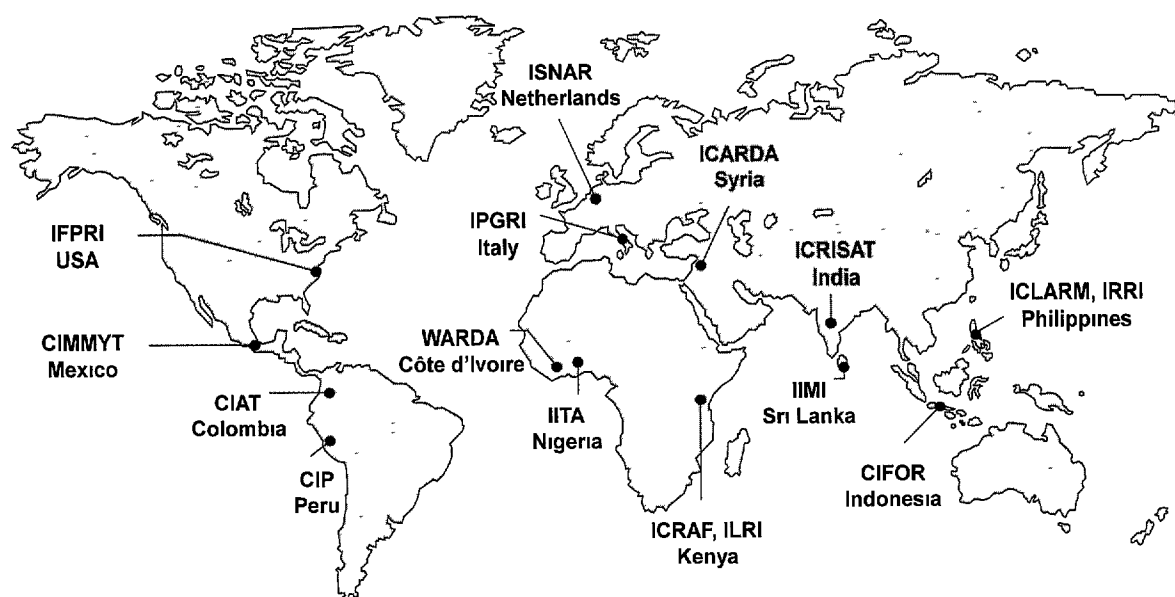 ISNAR
Netherlands
ICARDA
Syria
IFPRI
USA
IPGRI
Italy
ICRISAT
India
ICLARM, IRRI
Philippines
CIMMYT
Mexico
WARDA
Côte d'Ivoire
CIAT
Colombia
IITA
Nigeria
IIMI
Sri Lanka
CIP
Peru
CIFOR
Indonesia
ICRAF, ILRI
Kenya